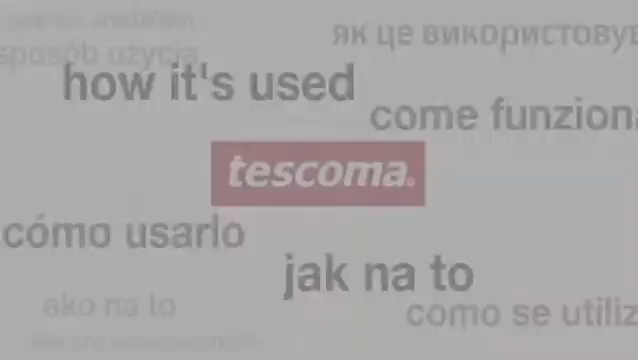 sposób użycia
як це використовув
how it's used
come funziona
tescoma
cómo usarlo
jak na to
ako na to
como se utiliz